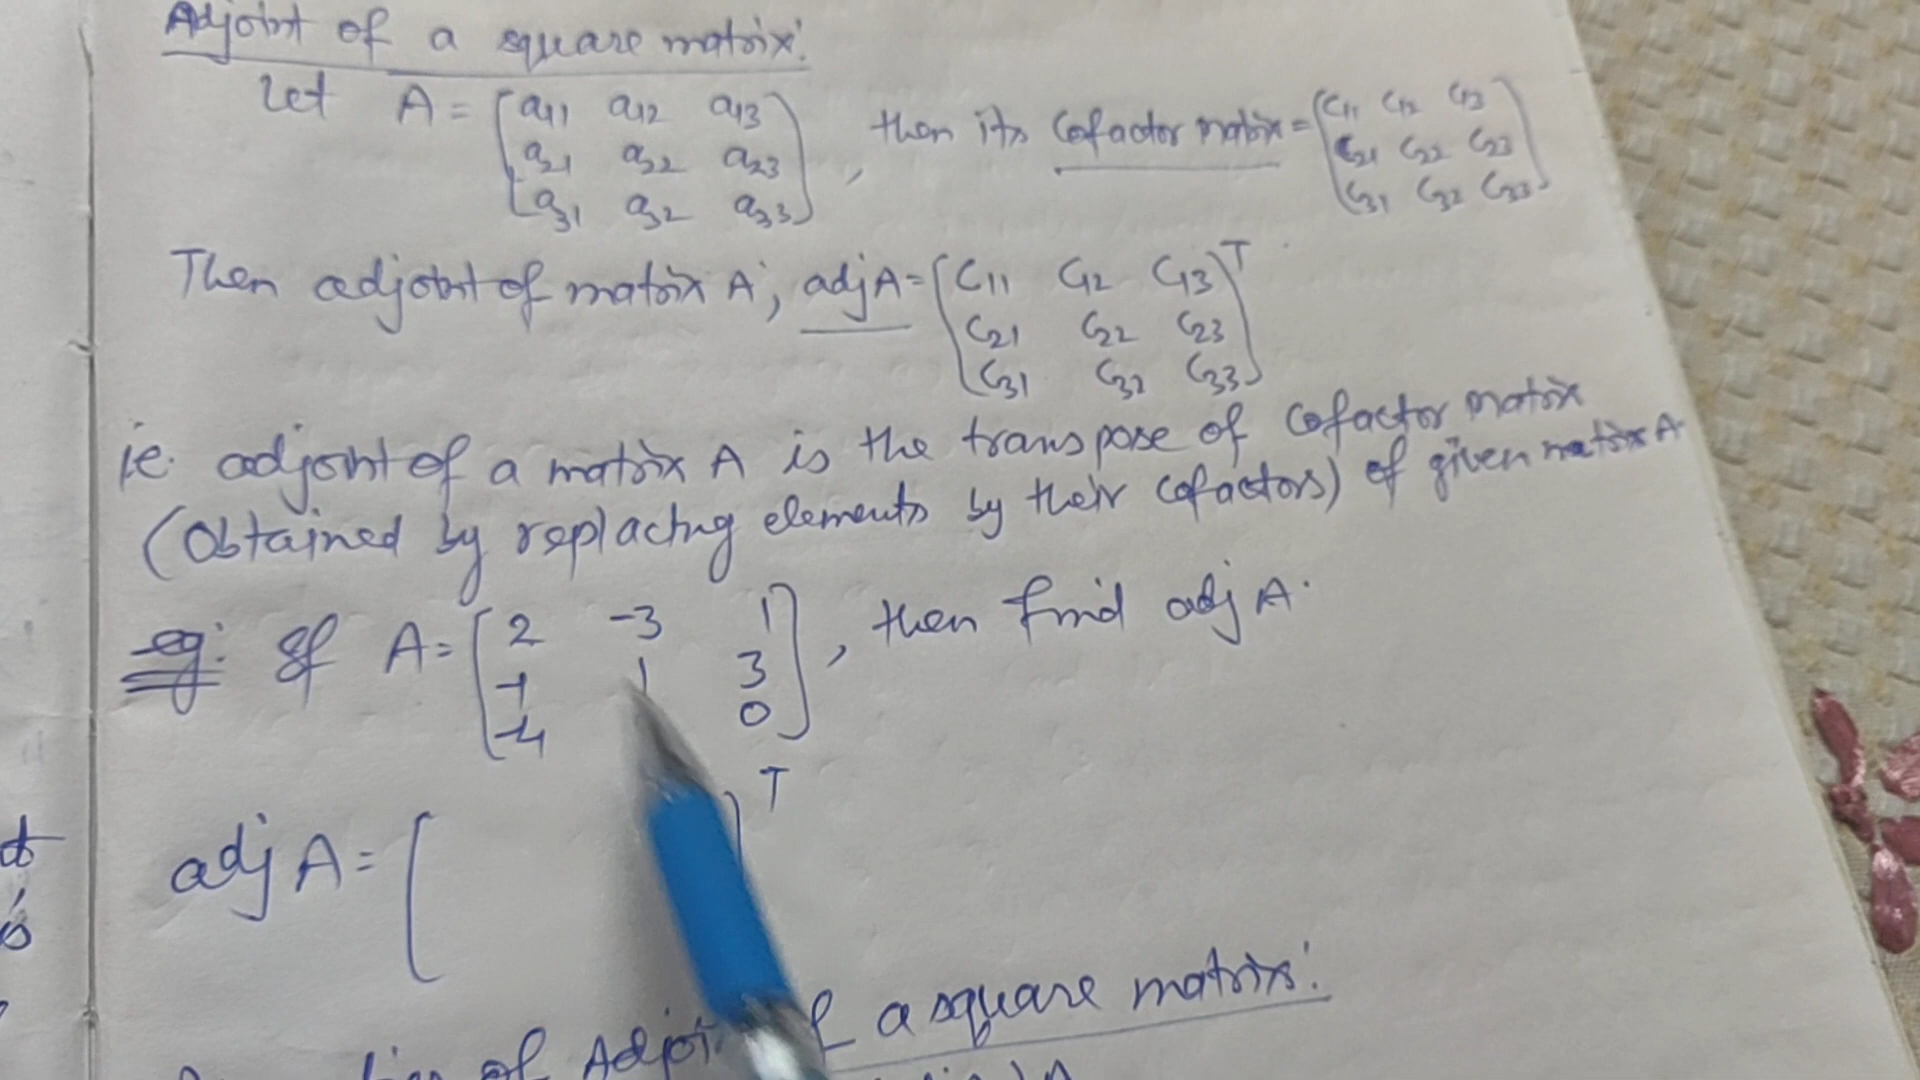 Adjoint of a square matrix:
Let A = [a11 a12 a13
a21 a22 a23
a31 a32 a33], then its Cofactor matrix = [C11 C12 C13
C21 C22 C23
C31 C32 C33]
Then adjoint of matrix A, adj A = [C11 C12 C13
C21 C22 C23
C31 C32 C33]T
ie. adjoint of a matrix A is the transpose of cofactor matrix
(obtained by replacing elements by their cofactors) of given matrix A
eg: If A = [2 -3 1
-1 1 3
-4 0], then find adj A.
adj A = [ ]T
of Adjoi a square matrix: